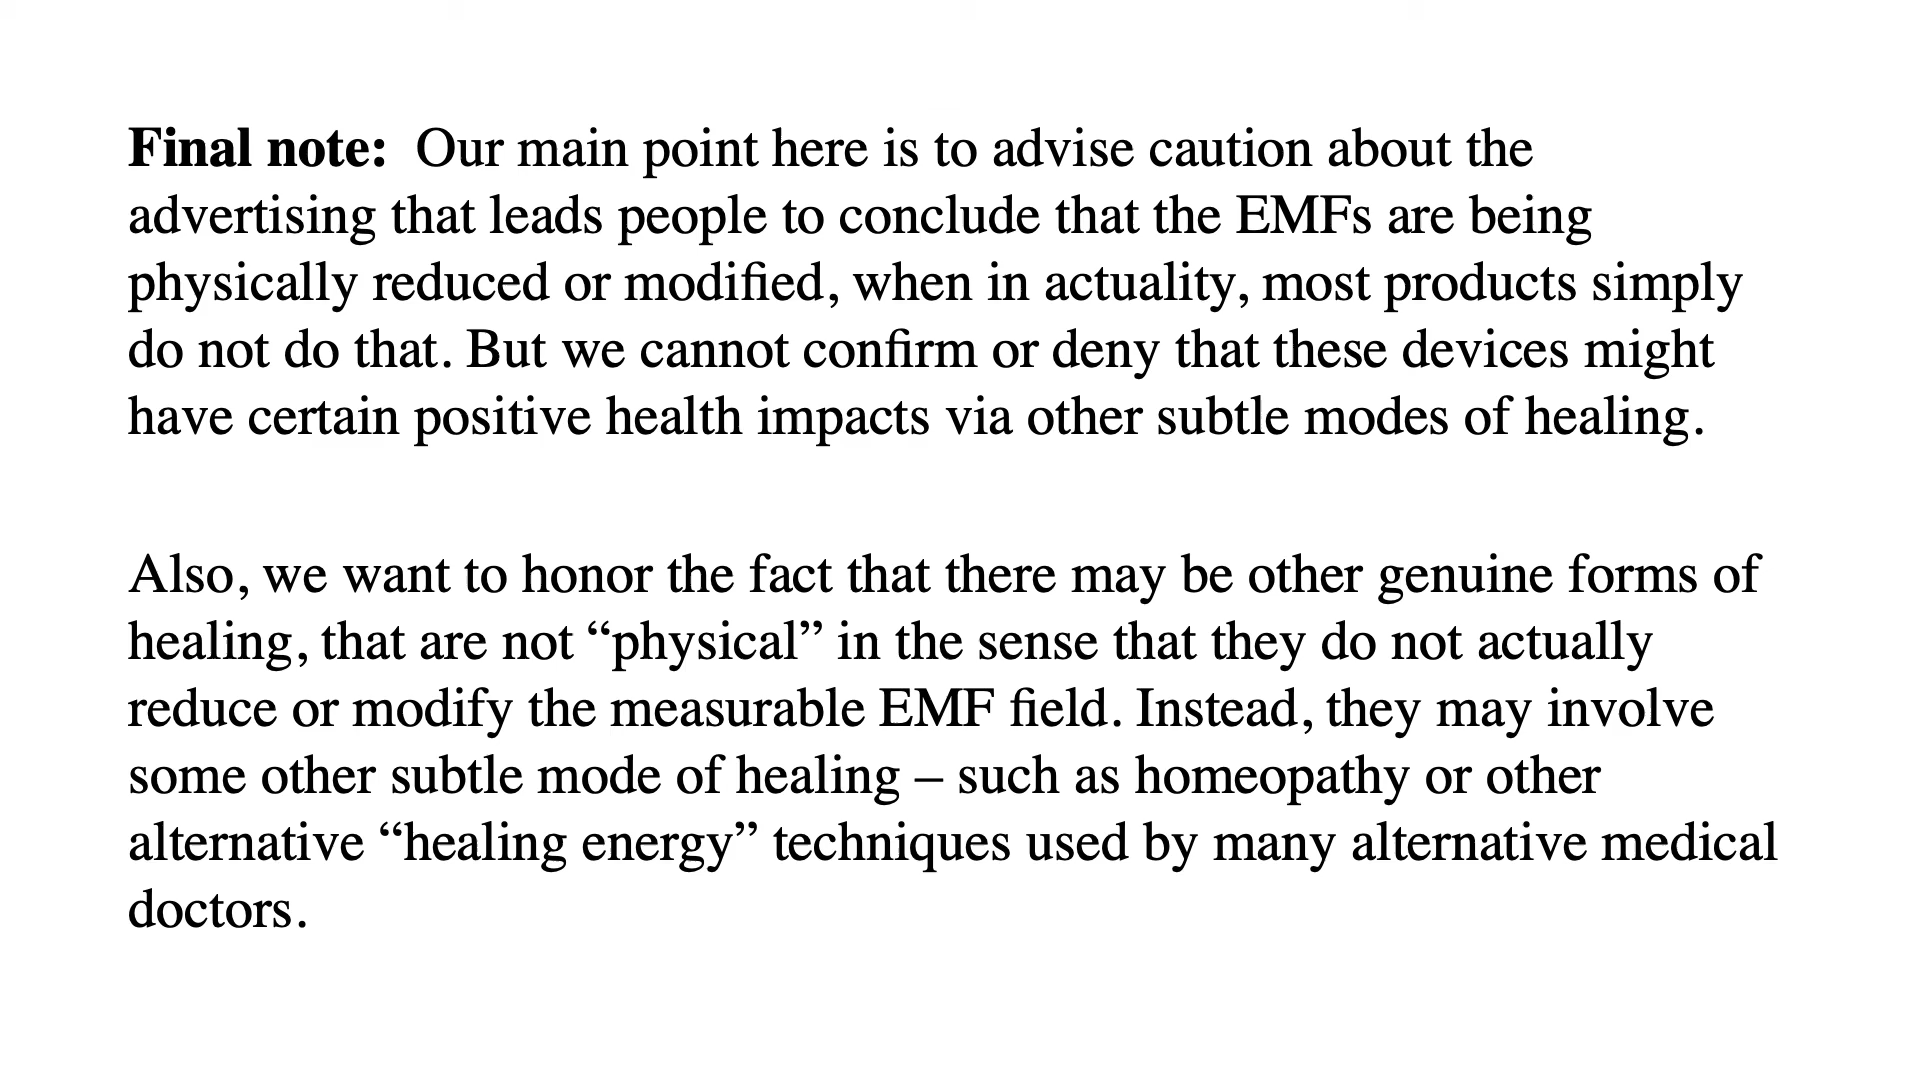 Final note:  Our main point here is to advise caution about the
advertising that leads people to conclude that the EMFs are being
physically reduced or modified, when in actuality, most products simply
do not do that. But we cannot confirm or deny that these devices might
have certain positive health impacts via other subtle modes of healing.
Also, we want to honor the fact that there may be other genuine forms of
healing, that are not “physical” in the sense that they do not actually
reduce or modify the measurable EMF field. Instead, they may involve
some other subtle mode of healing – such as homeopathy or other
alternative “healing energy” techniques used by many alternative medical
doctors.